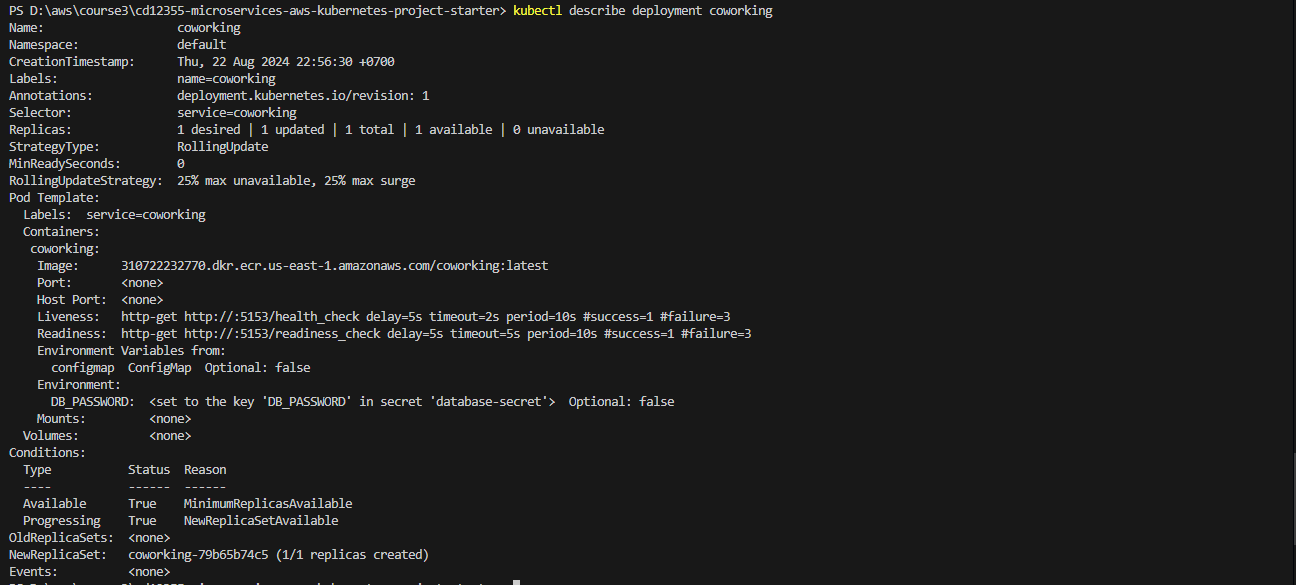 PS D:\aws\course3\cd12355-microservices-aws-kubernetes-project-starter> kubectl describe deployment coworking
Name:                   coworking
Namespace:              default
CreationTimestamp:      Thu, 22 Aug 2024 22:56:30 +0700
Labels:                 name=coworking
Annotations:            deployment.kubernetes.io/revision: 1
Selector:               service=coworking
Replicas:               1 desired | 1 updated | 1 total | 1 available | 0 unavailable
StrategyType:           RollingUpdate
MinReadySeconds:        0
RollingUpdateStrategy:  25% max unavailable, 25% max surge
Pod Template:
  Labels:  service=coworking
  Containers:
   coworking:
    Image:      310722232770.dkr.ecr.us-east-1.amazonaws.com/coworking:latest
    Port:       <none>
    Host Port:  <none>
    Liveness:   http-get http://:5153/health_check delay=5s timeout=2s period=10s #success=1 #failure=3
    Readiness:  http-get http://:5153/readiness_check delay=5s timeout=5s period=10s #success=1 #failure=3
    Environment Variables from:
      configmap  ConfigMap  Optional: false
    Environment:
      DB_PASSWORD:  <set to the key 'DB_PASSWORD' in secret 'database-secret'>  Optional: false
    Mounts:         <none>
  Volumes:          <none>
Conditions:
  Type           Status  Reason
  ----           ------  ------
  Available      True    MinimumReplicasAvailable
  Progressing    True    NewReplicaSetAvailable
OldReplicaSets:  <none>
NewReplicaSet:   coworking-79b65b74c5 (1/1 replicas created)
Events:          <none>